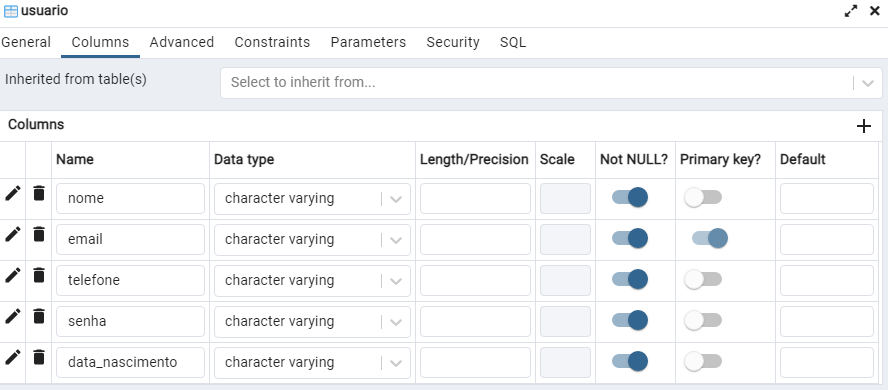 usuario
General Columns Advanced Constraints Parameters Security SQL
Inherited from table(s) Select to inherit from...
Columns
Name Data type Length/Precision Scale Not NULL? Primary key? Default
nome character varying
email character varying
telefone character varying
senha character varying
data_nascimento character varying